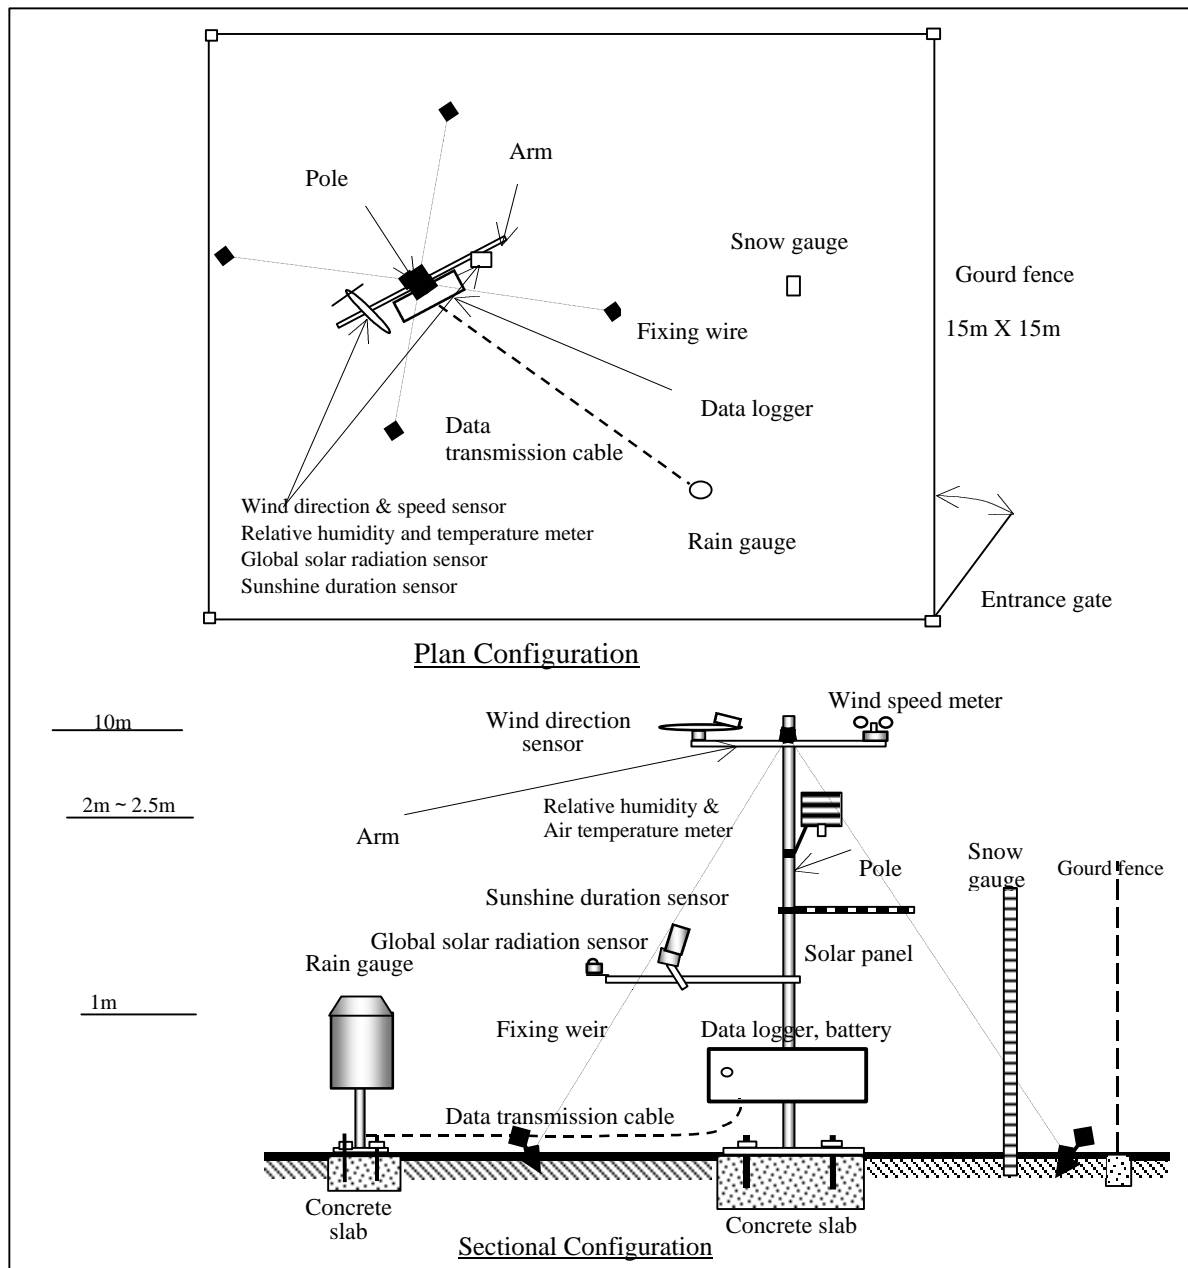 Arm
Pole
Snow gauge
Gourd fence
15m X 15m
Fixing wire
Data logger
Data
transmission cable
Wind direction & speed sensor
Relative humidity and temperature meter
Global solar radiation sensor
Sunshine duration sensor
Rain gauge
Entrance gate
Plan Configuration
Wind speed meter
10m
Wind direction
sensor
2m ~ 2.5m
Relative humidity &
Air temperature meter
Arm
Snow
gauge
Pole
Gourd fence
Sunshine duration sensor
Global solar radiation sensor
Solar panel
Rain gauge
1m
Fixing weir
Data logger, battery
Data transmission cable
Concrete
slab
Concrete slab
Sectional Configuration